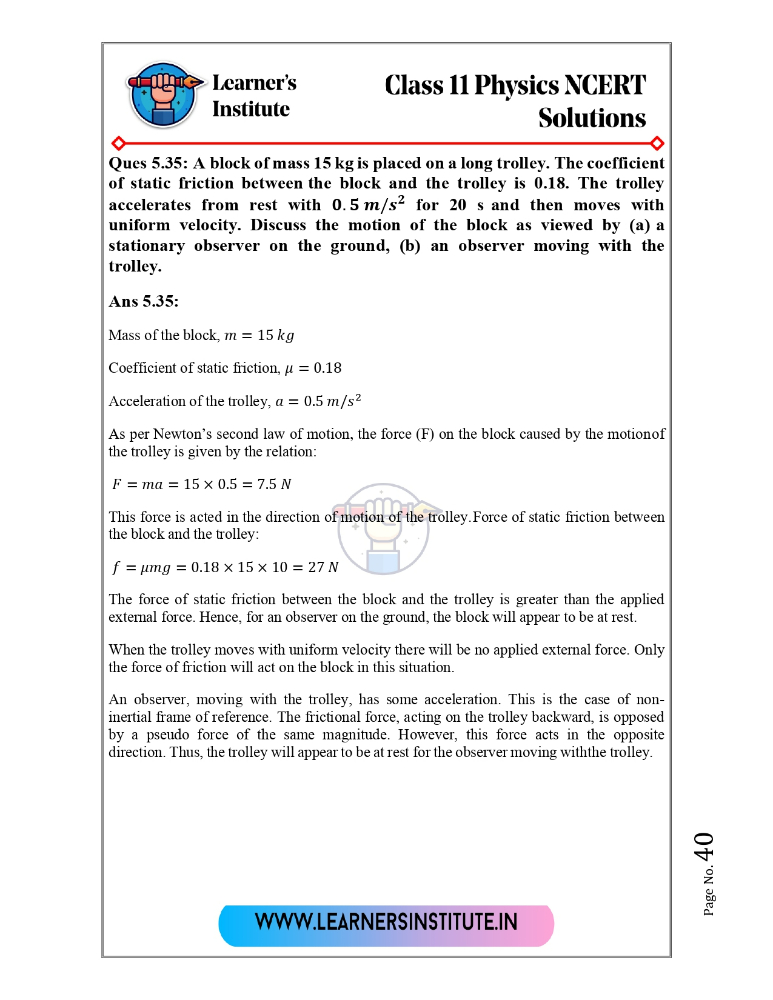 Learner's
Institute
Class 11 Physics NCERT
Solutions
Ques 5.35: A block of mass 15 kg is placed on a long trolley. The coefficient
of static friction between the block and the trolley is 0.18. The trolley
accelerates from rest with 0.5 m/s² for 20 s and then moves with
uniform velocity. Discuss the motion of the block as viewed by (a) a
stationary observer on the ground, (b) an observer moving with the
trolley.
Ans 5.35:
Mass of the block, m = 15 kg
Coefficient of static friction, μ = 0.18
Acceleration of the trolley, a = 0.5 m/s²
As per Newton's second law of motion, the force (F) on the block caused by the motionof
the trolley is given by the relation:
F = ma = 15 × 0.5 = 7.5 N
This force is acted in the direction of motion of the trolley.Force of static friction between
the block and the trolley:
f = μmg = 0.18 × 15 × 10 = 27 N
The force of static friction between the block and the trolley is greater than the applied
external force. Hence, for an observer on the ground, the block will appear to be at rest.
When the trolley moves with uniform velocity there will be no applied external force. Only
the force of friction will act on the block in this situation.
An observer, moving with the trolley, has some acceleration. This is the case of non-
inertial frame of reference. The frictional force, acting on the trolley backward, is opposed
by a pseudo force of the same magnitude. However, this force acts in the opposite
direction. Thus, the trolley will appear to be at rest for the observer moving withthe trolley.
Page No. 40
WWW.LEARNERSINSTITUTE.IN